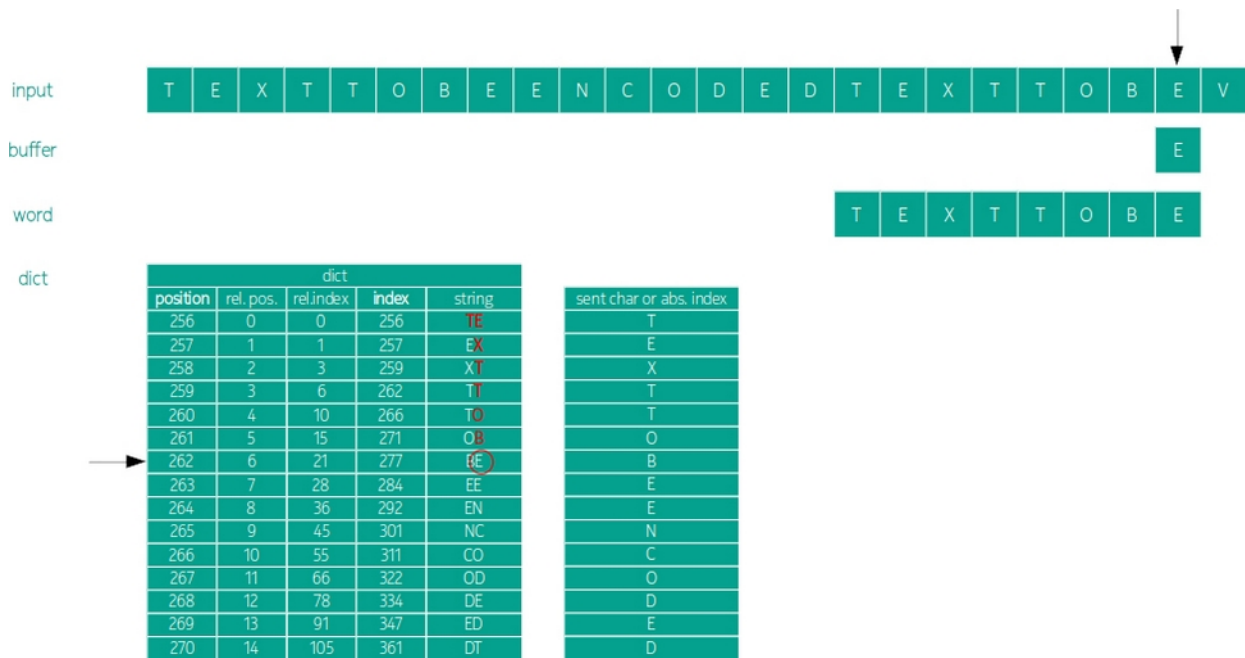 input T E X T T O B E E N C O D E D T E X T T O B E V
buffer E
word T E X T T O B E
dict
dict
position rel. pos. rel.index index string
256 0 0 256 TE
257 1 1 257 EX
258 2 3 259 XT
259 3 6 262 TT
260 4 10 266 TO
261 5 15 271 OB
262 6 21 277 BE
263 7 28 284 EE
264 8 36 292 EN
265 9 45 301 NC
266 10 55 311 CO
267 11 66 322 OD
268 12 78 334 DE
269 13 91 347 ED
270 14 105 361 DT
sent char or abs. index
T
E
X
T
T
O
B
E
E
N
C
O
D
E
D